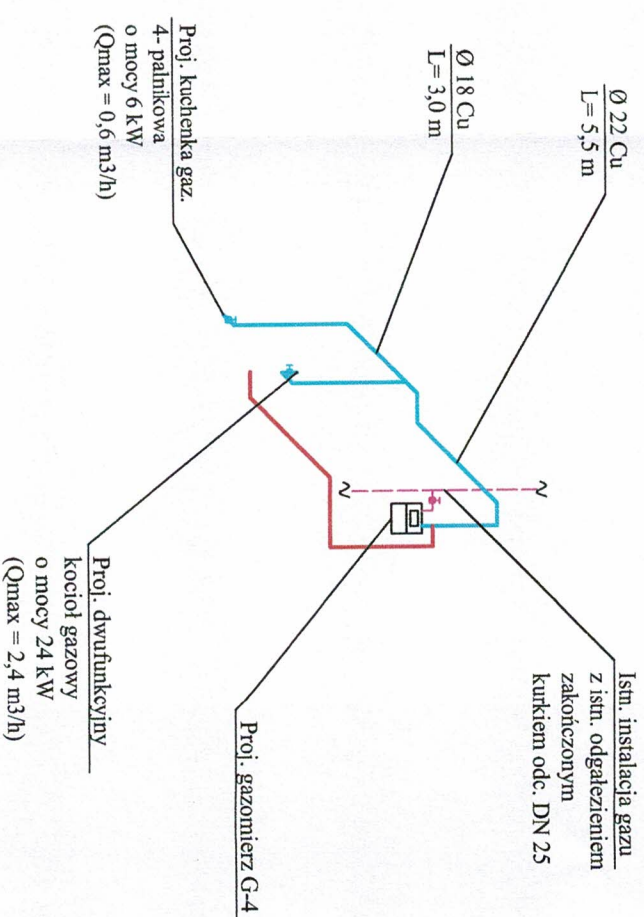 Ø 22 Cu
L= 5,5 m
Ø 18 Cu
L= 3,0 m
Proj. kuchenka gaz.
4- palnikowa
o mocy 6 kW
(Qmax = 0,6 m3/h)
Istn. instalacja gazu
z istn. odgałezieniem
zakończonym
kurkiem odc. DN 25
Proj. gazomierz G-4
Proj. dwufunkcyjny
kocioł gazowy
o mocy 24 kW
(Qmax = 2,4 m3/h)